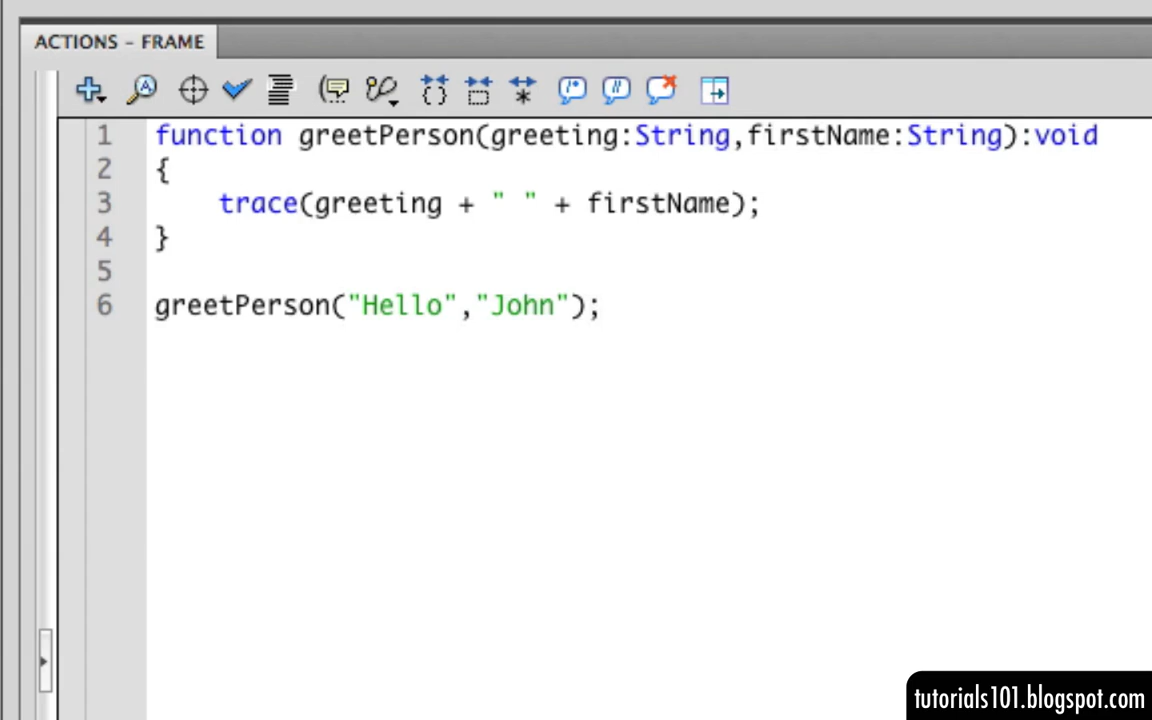 ACTIONS - FRAME
1 function greetPerson(greeting:String,firstName:String):void
2 {
3 trace(greeting + " " + firstName);
4 }
5
6 greetPerson("Hello","John");
tutorials101.blogspot.com